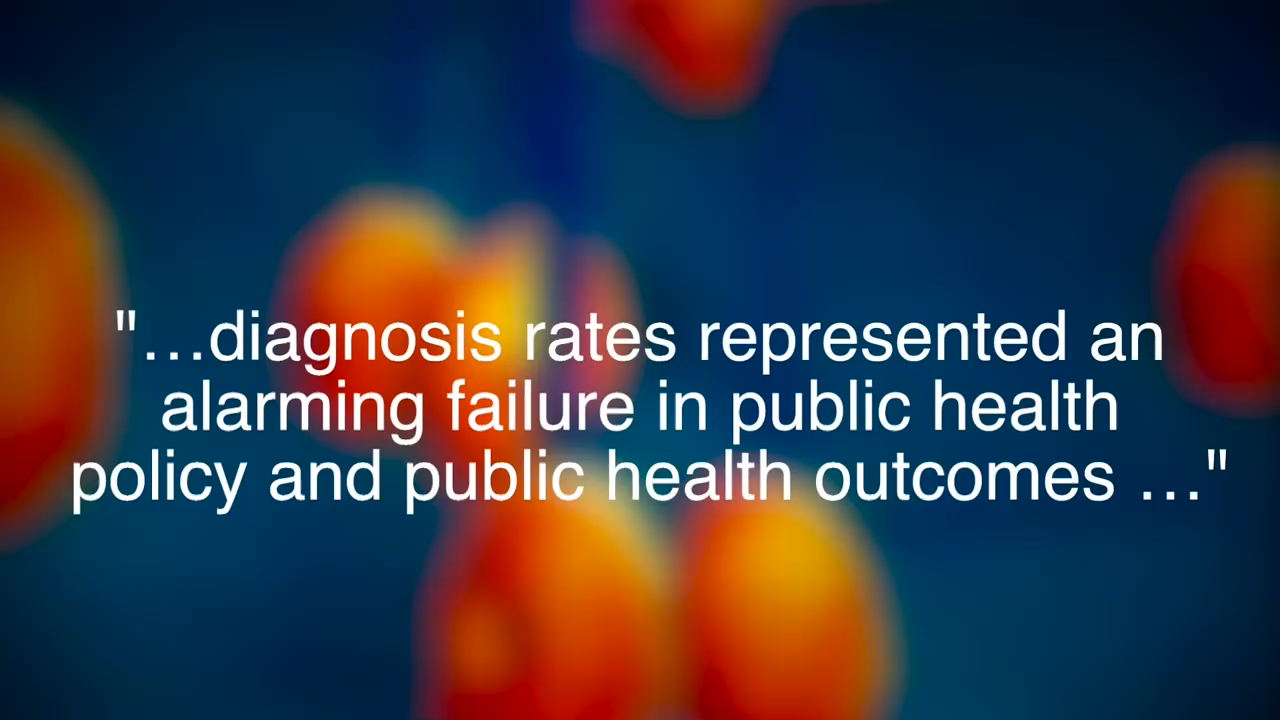 "…diagnosis rates represented an
alarming failure in public health
policy and public health outcomes …"